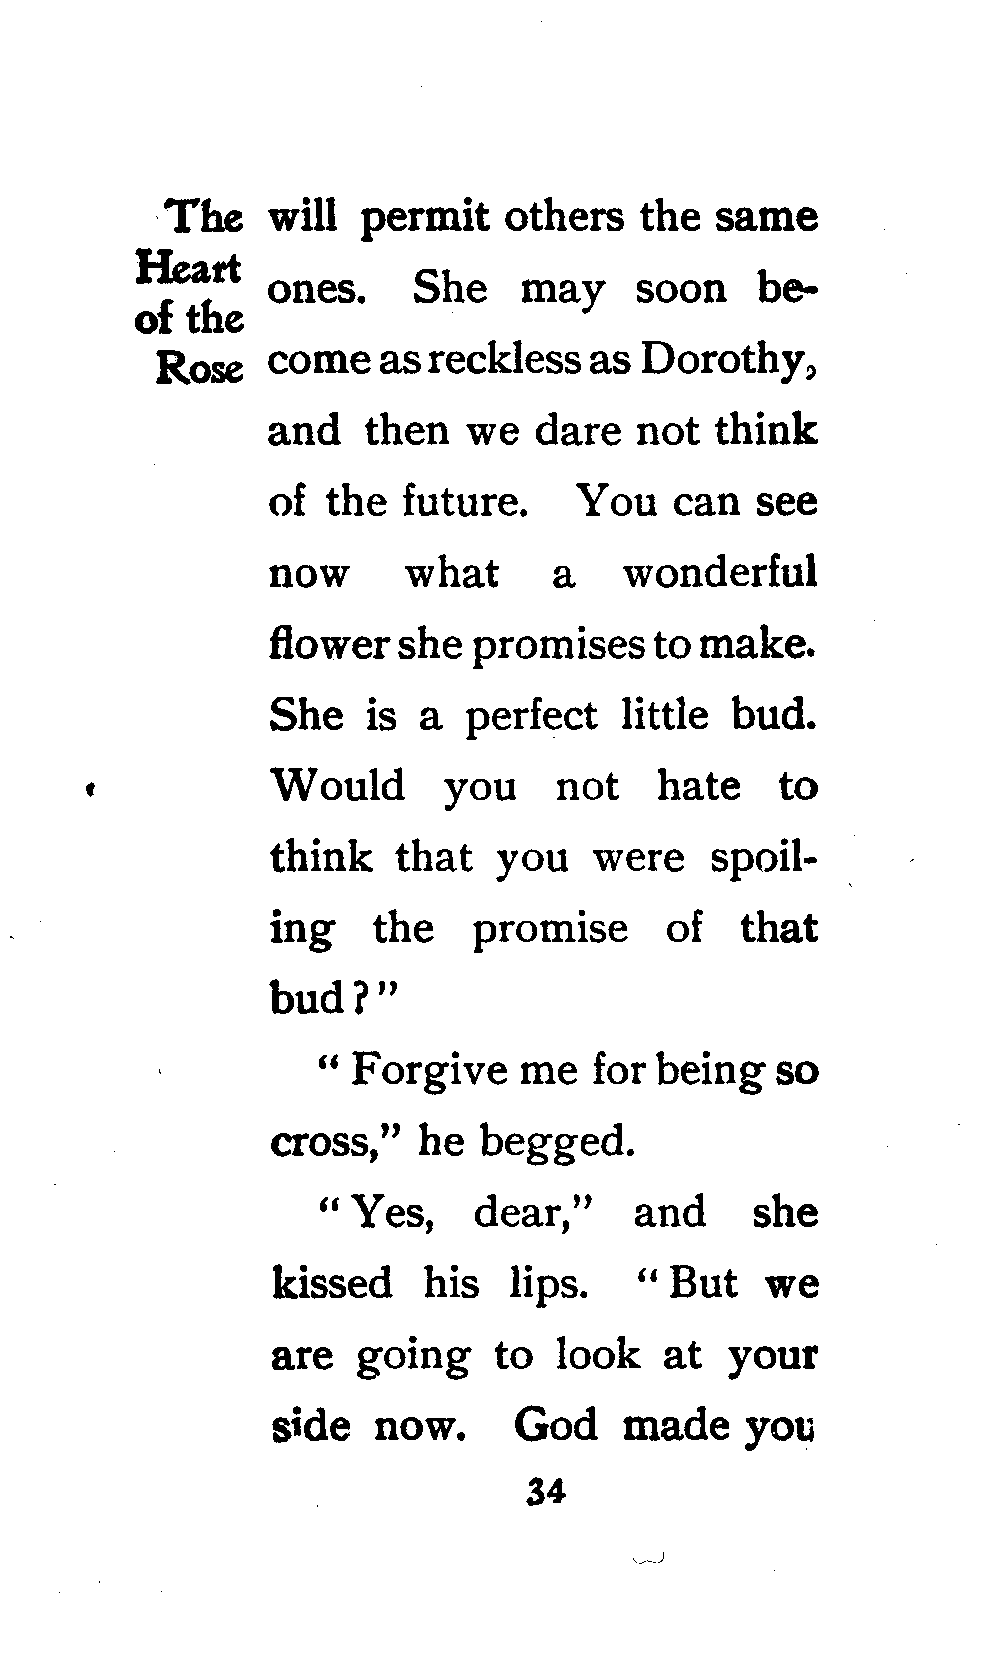 The
Heart
of the
Rose
will permit others the same
ones. She may soon be-
come as reckless as Dorothy,
and then we dare not think
of the future. You can see
now what a wonderful
flower she promises to make.
She is a perfect little bud.
Would you not hate to
think that you were spoil-
ing the promise of that
bud?"
"Forgive me for being so
cross," he begged.
"Yes, dear," and she
kissed his lips. "But we
are going to look at your
side now. God made you
34